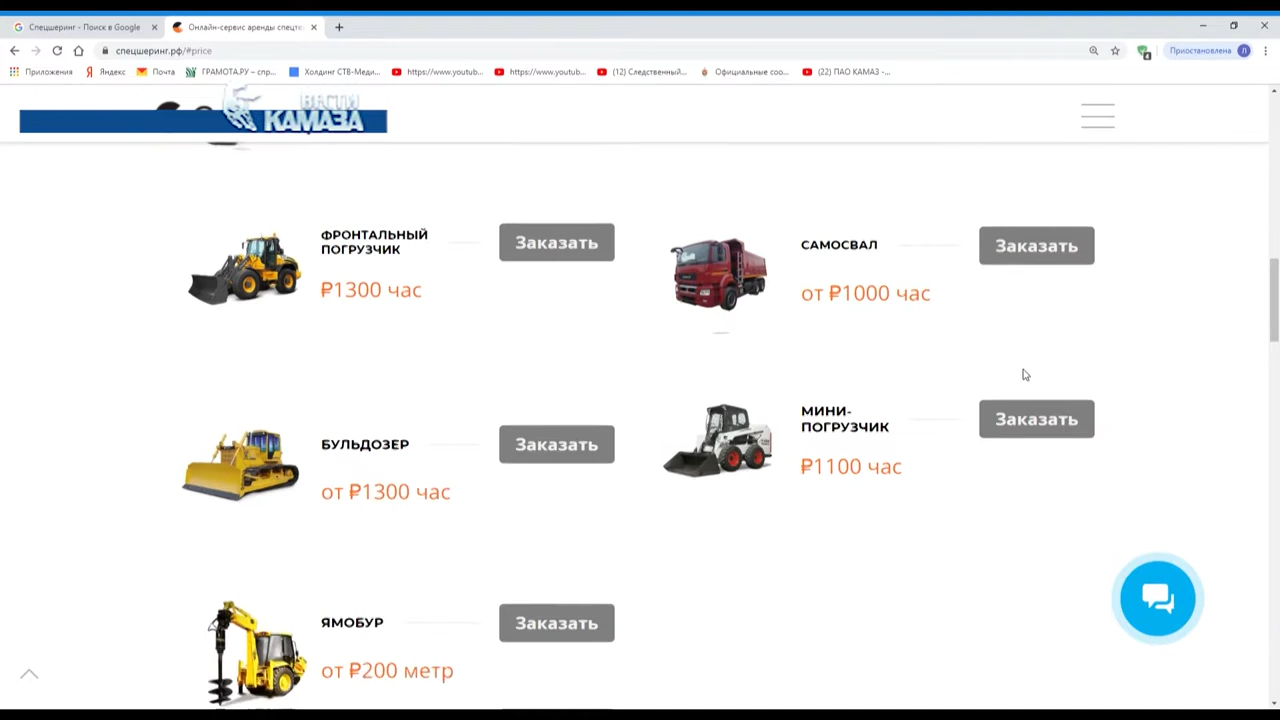 Спецшеринг - Поиск в Google
Онлайн-сервис аренды спецте
спецшеринг.рф/#price
Приостановлена
Л
4
Приложения
Яндекс
Почта
ГРАМОТА.РУ – спр...
Холдинг СТВ-Меди...
https://www.youtub...
https://www.youtub...
(12) Следственный...
Официальные соо...
(22) ПАО КАМАЗ -...
ВЕСТИ
КАМАЗА
ФРОНТАЛЬНЫЙ
ПОГРУЗЧИК
Заказать
₽1300 час
САМОСВАЛ
Заказать
от ₽1000 час
БУЛЬДОЗЕР
Заказать
от ₽1300 час
МИНИ-
ПОГРУЗЧИК
Заказать
₽1100 час
ЯМОБУР
Заказать
от ₽200 метр